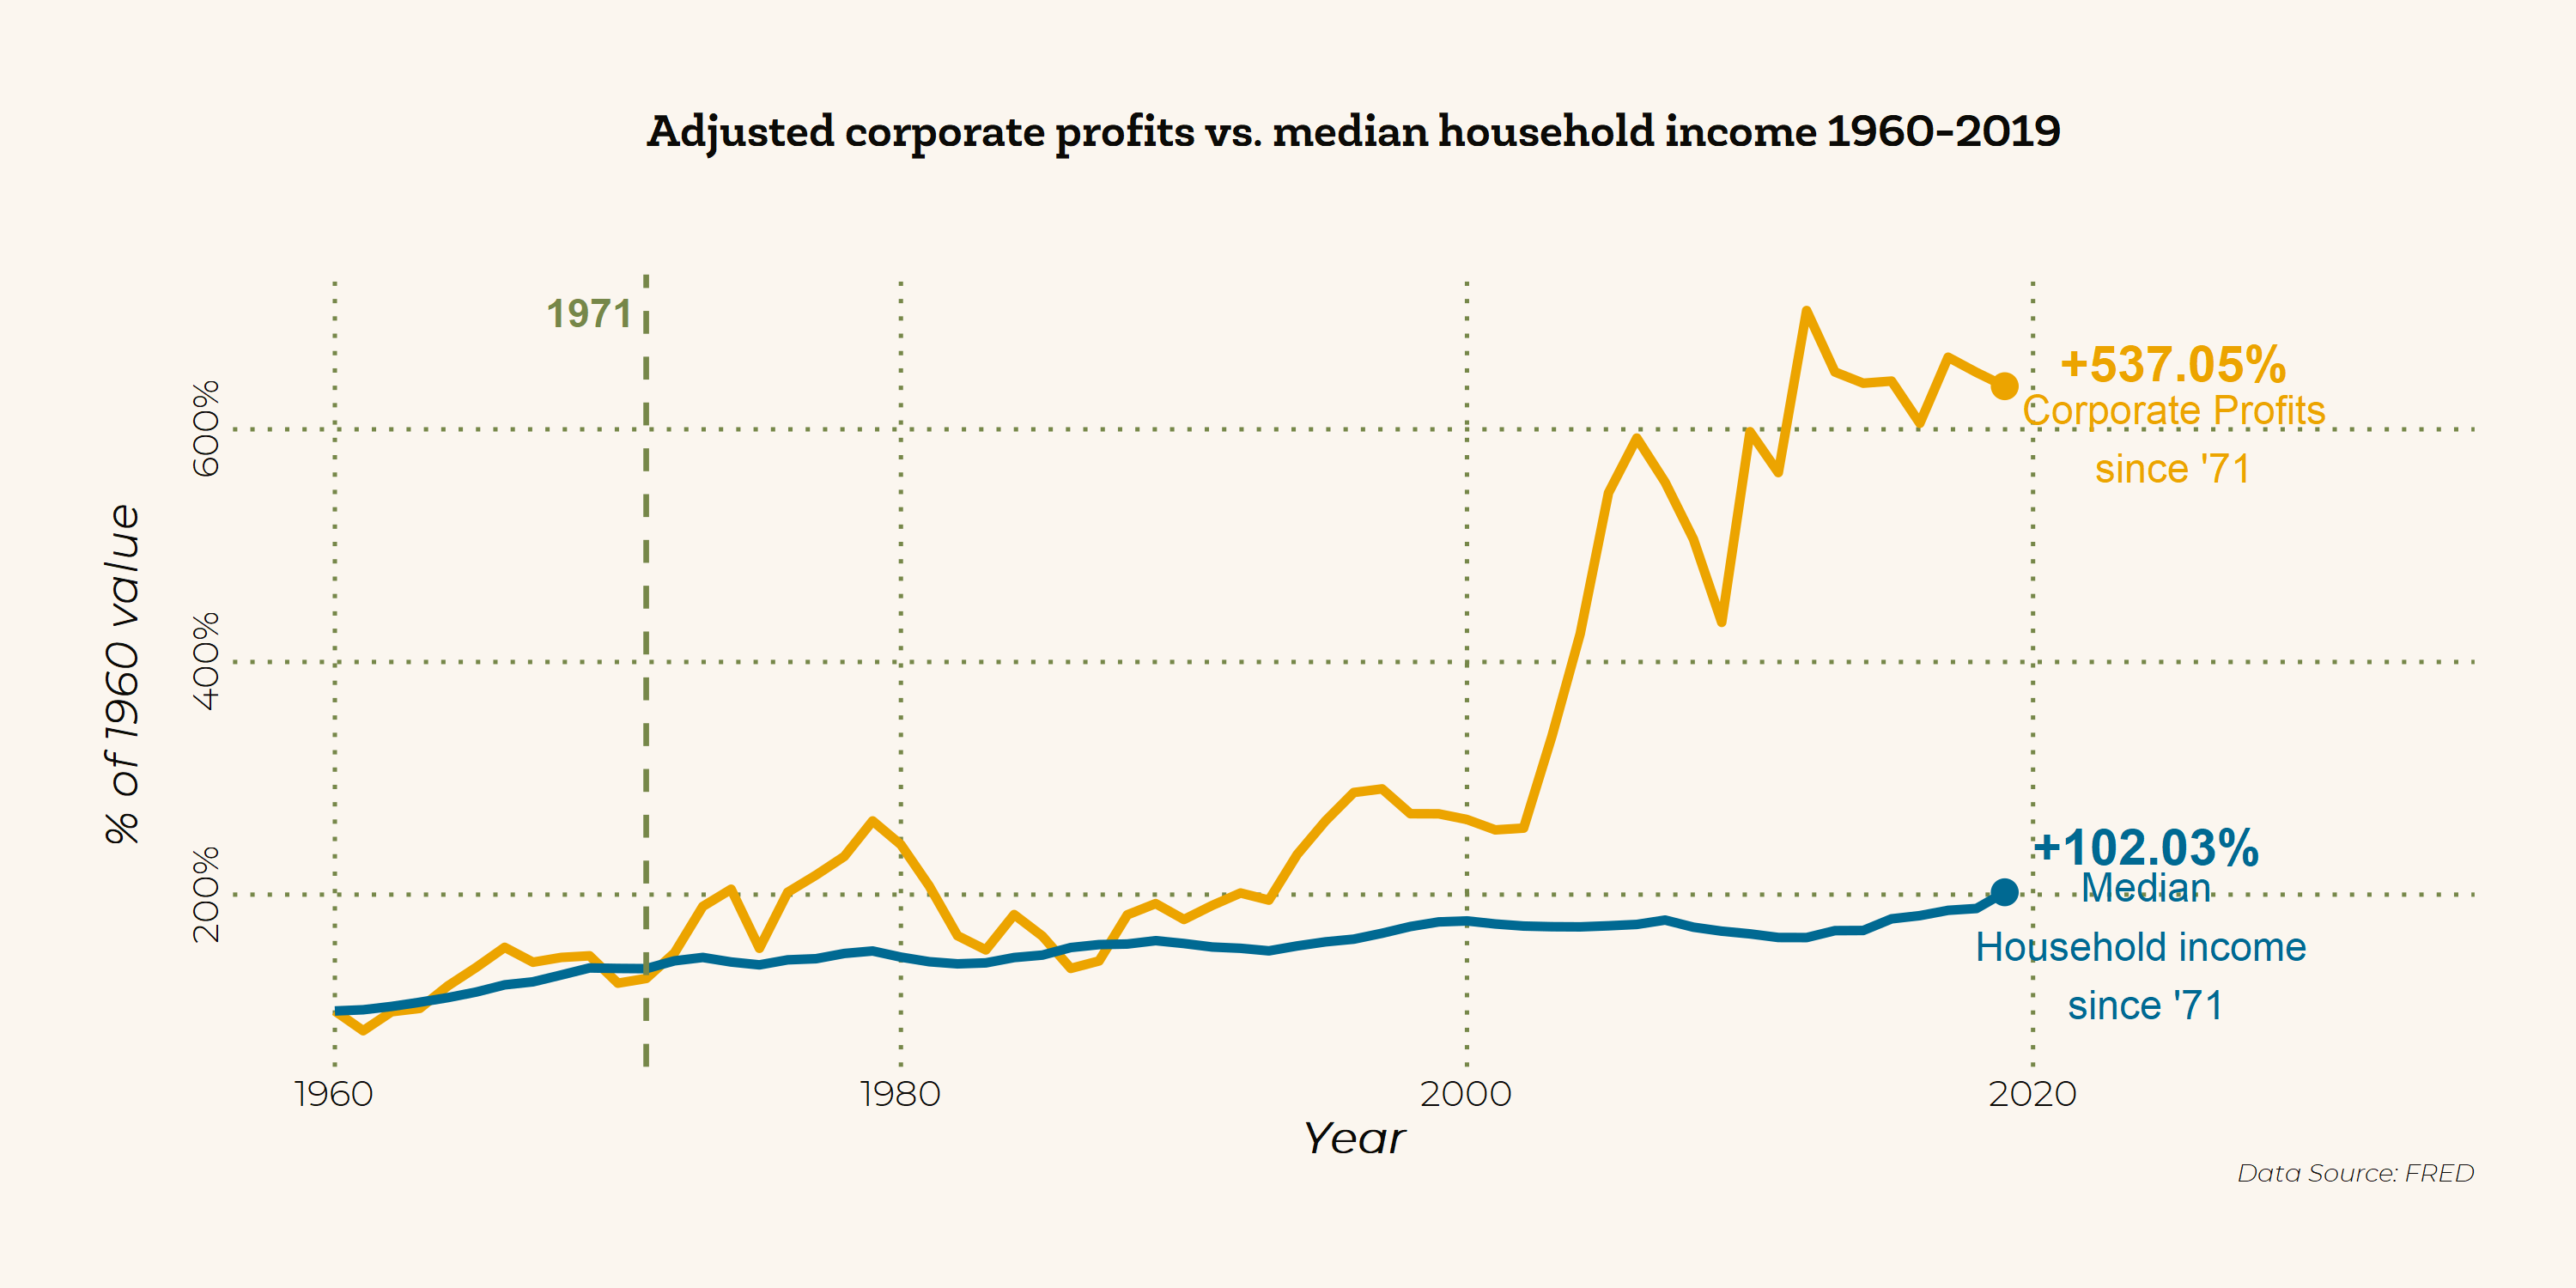 Adjusted corporate profits vs. median household income 1960-2019
1971
+537.05%
Corporate Profits
since '71
+102.03%
Median
Household income
since '71
% of 1960 value
600%
400%
200%
1960
1980
2000
2020
Year
Data Source: FRED